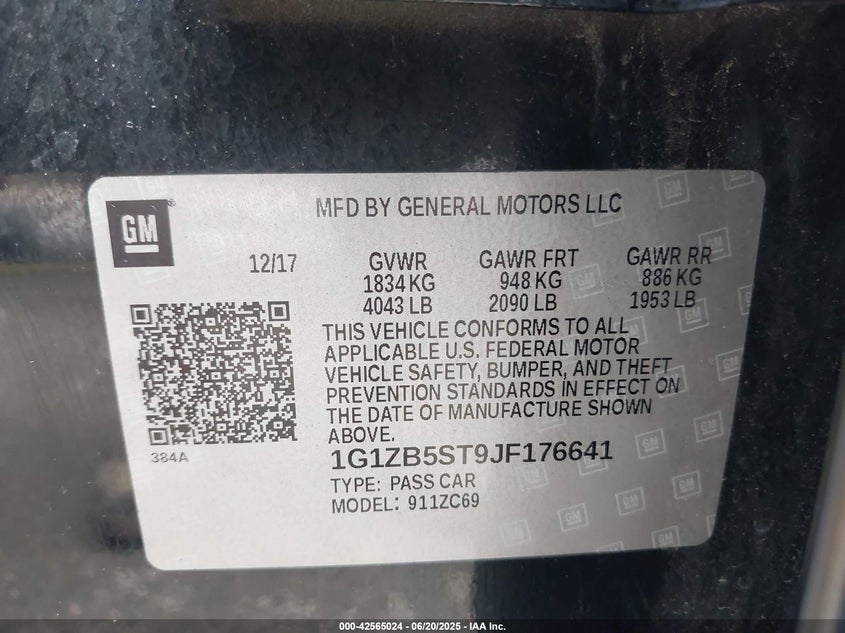 GM
MFD BY GENERAL MOTORS LLC
12/17
GVWR
1834 KG
4043 LB
GAWR FRT
948 KG
2090 LB
GAWR RR
886 KG
1953 LB
THIS VEHICLE CONFORMS TO ALL
APPLICABLE U.S. FEDERAL MOTOR
VEHICLE SAFETY, BUMPER, AND THEFT
PREVENTION STANDARDS IN EFFECT ON
THE DATE OF MANUFACTURE SHOWN
ABOVE.
384A
1G1ZB5ST9JF176641
TYPE: PASS CAR
MODEL: 911ZC69
000-42565024 - 06/20/2025 - IAA Inc.